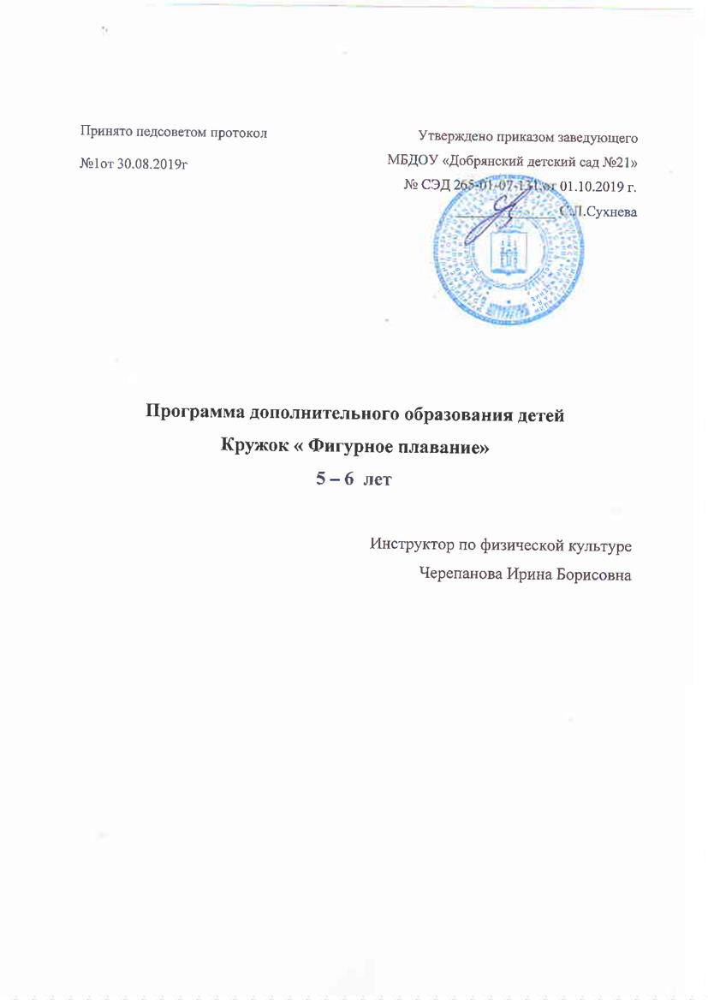 Принято педсоветом протокол
№1от 30.08.2019г
Утверждено приказом заведующего
МБДОУ «Добрянский детский сад №21»
№ СЭД 265-01-07-131 от 01.10.2019 г.
С.Л.Сухнева
Программа дополнительного образования детей
Кружок « Фигурное плавание»
5 – 6 лет
Инструктор по физической культуре
Черепанова Ирина Борисовна